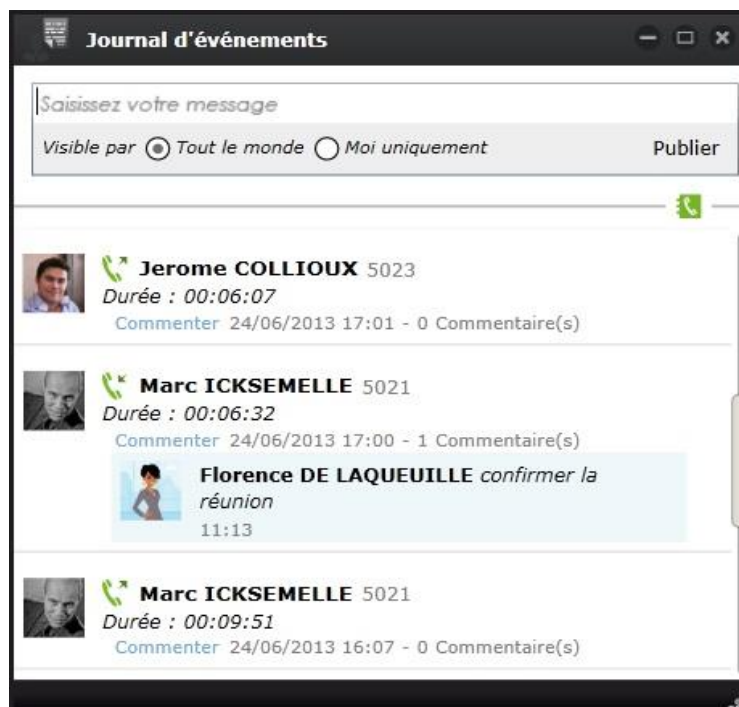 Journal d'événements
Saisissez votre message
Visible par Tout le monde Moi uniquement Publier
Jerome COLLIOUX 5023
Durée : 00:06:07
Commenter 24/06/2013 17:01 - 0 Commentaire(s)
Marc ICKSEMELLE 5021
Durée : 00:06:32
Commenter 24/06/2013 17:00 - 1 Commentaire(s)
Florence DE LAQUEUILLE confirmer la
réunion
11:13
Marc ICKSEMELLE 5021
Durée : 00:09:51
Commenter 24/06/2013 16:07 - 0 Commentaire(s)